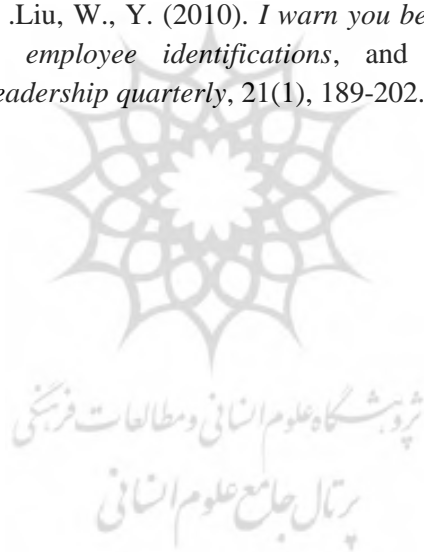 .Liu, W., Y. (2010). I warn you be
employee identifications, and
eadership quarterly, 21(1), 189-202.
پژوهشگاه علوم انسانی و مطالعات فرهنگی
پرتال جامع علوم انسانی